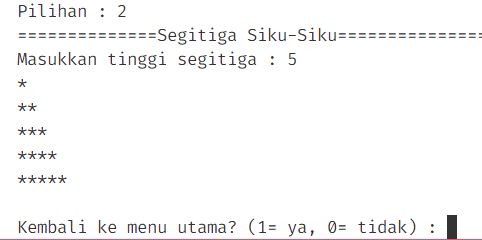 Pilihan : 2
==============Segitiga Siku-Siku===============
Masukkan tinggi segitiga : 5
*
**
***
****
*****
Kembali ke menu utama? (1= ya, 0= tidak) :